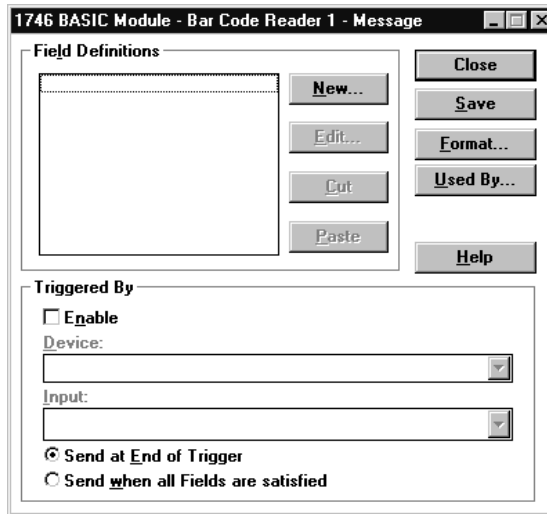 1746 BASIC Module - Bar Code Reader 1 - Message
Field Definitions
New...
Edit...
Cut
Paste
Close
Save
Format...
Used By...
Help
Triggered By
Enable
Device:
Input:
Send at End of Trigger
Send when all Fields are satisfied